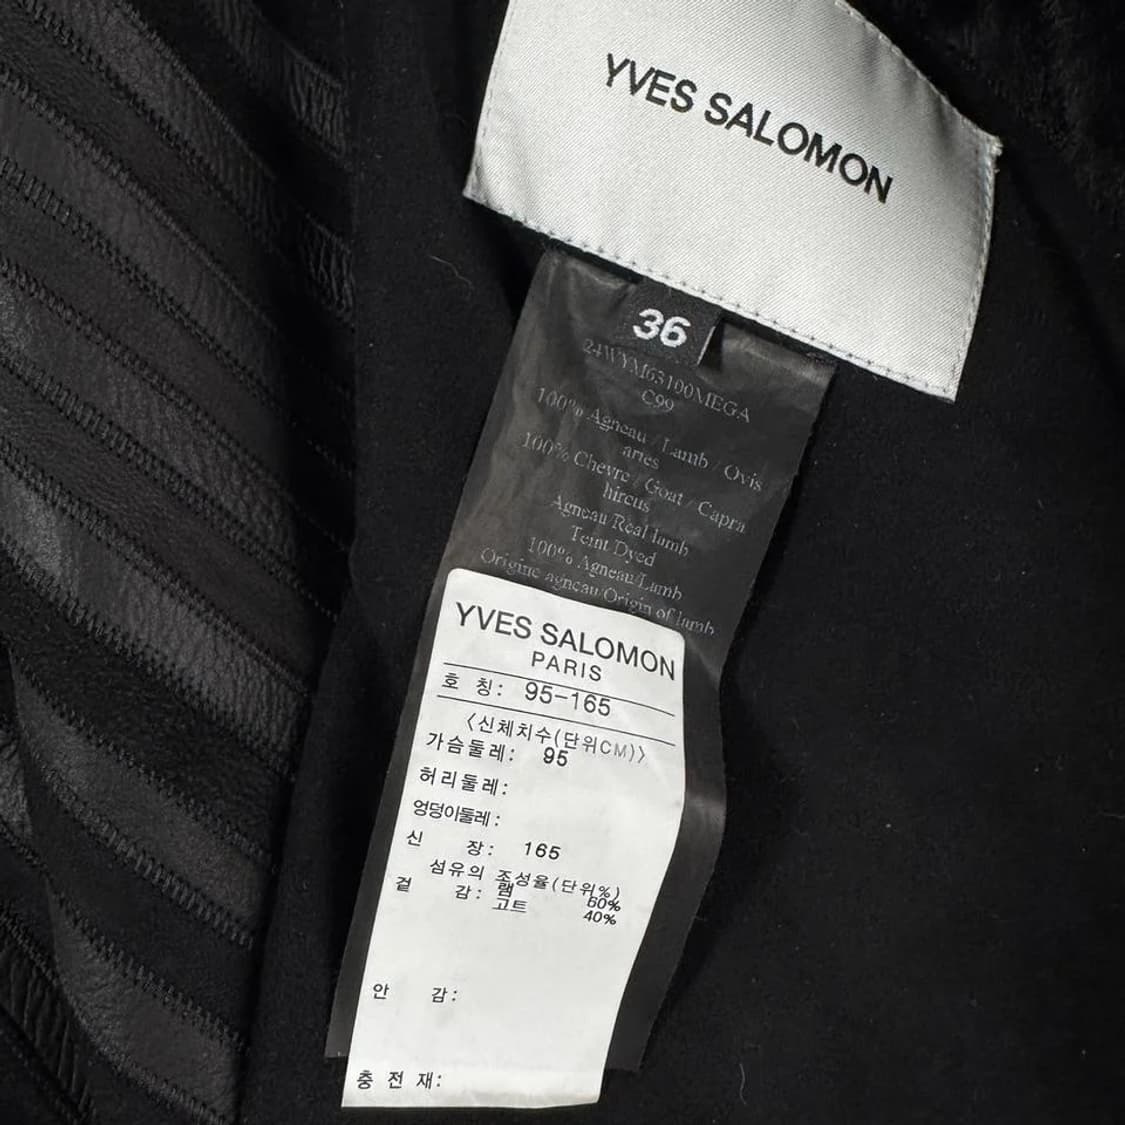 YVES SALOMON
36
24WYM63100MEGA
C99
100% Agneau / Lamb / Ovis
aries
100% Chevre / Goat / Capra
hircus
Agneau Real lamb
Teint Dyed
100% Agneau/Lamb
Origine agneau/Origin of lamb
YVES SALOMON
PARIS
호 칭: 95-165
<신체치수(단위CM)>
가슴둘레: 95
허리둘레:
엉덩이둘레:
신 장: 165
섬유의 조성율(단위%)
겉 감: 램 60%
고트 40%
안 감:
충 전 재: